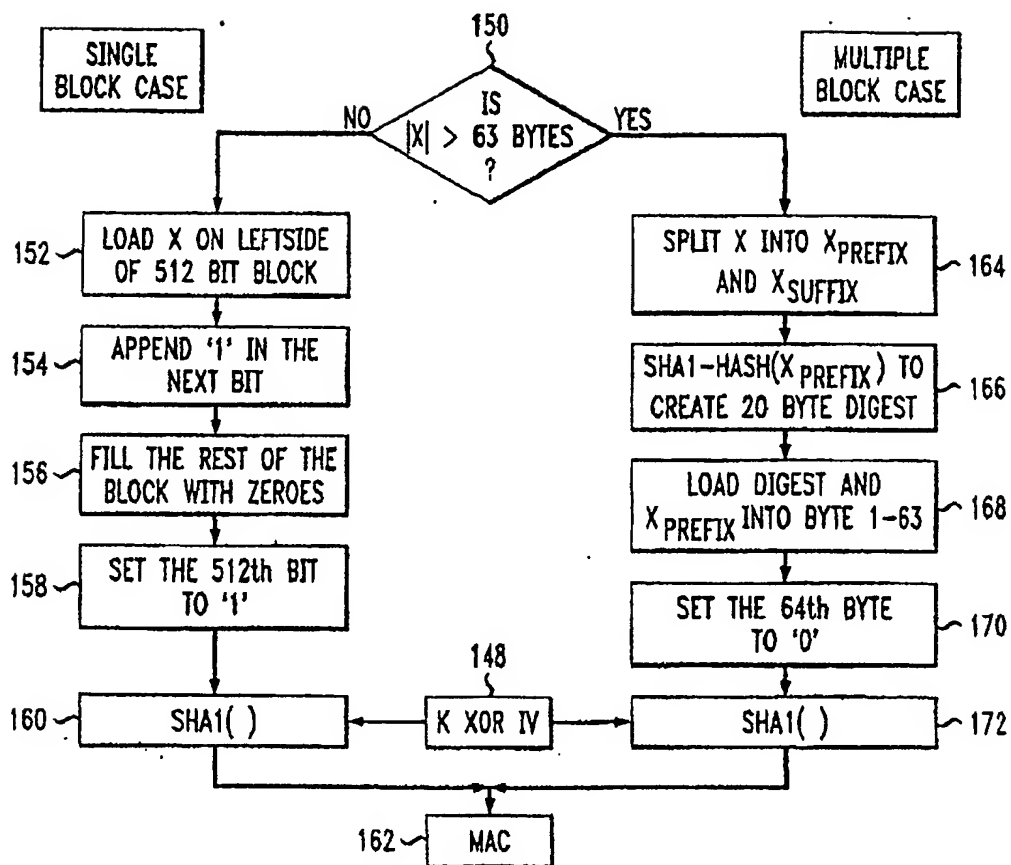 150
SINGLE
BLOCK CASE
MULTIPLE
BLOCK CASE
IS
|X| > 63 BYTES
?
NO
YES
152
LOAD X ON LEFTSIDE
OF 512 BIT BLOCK
154
APPEND '1' IN THE
NEXT BIT
156
FILL THE REST OF THE
BLOCK WITH ZEROES
158
SET THE 512th BIT
TO '1'
160
SHA1( )
148
K XOR IV
SPLIT X INTO XPREFIX
AND XSUFFIX
164
SHA1-HASH(XPREFIX) TO
CREATE 20 BYTE DIGEST
166
LOAD DIGEST AND
XPREFIX INTO BYTE 1-63
168
SET THE 64th BYTE
TO '0'
170
SHA1( )
172
162
MAC